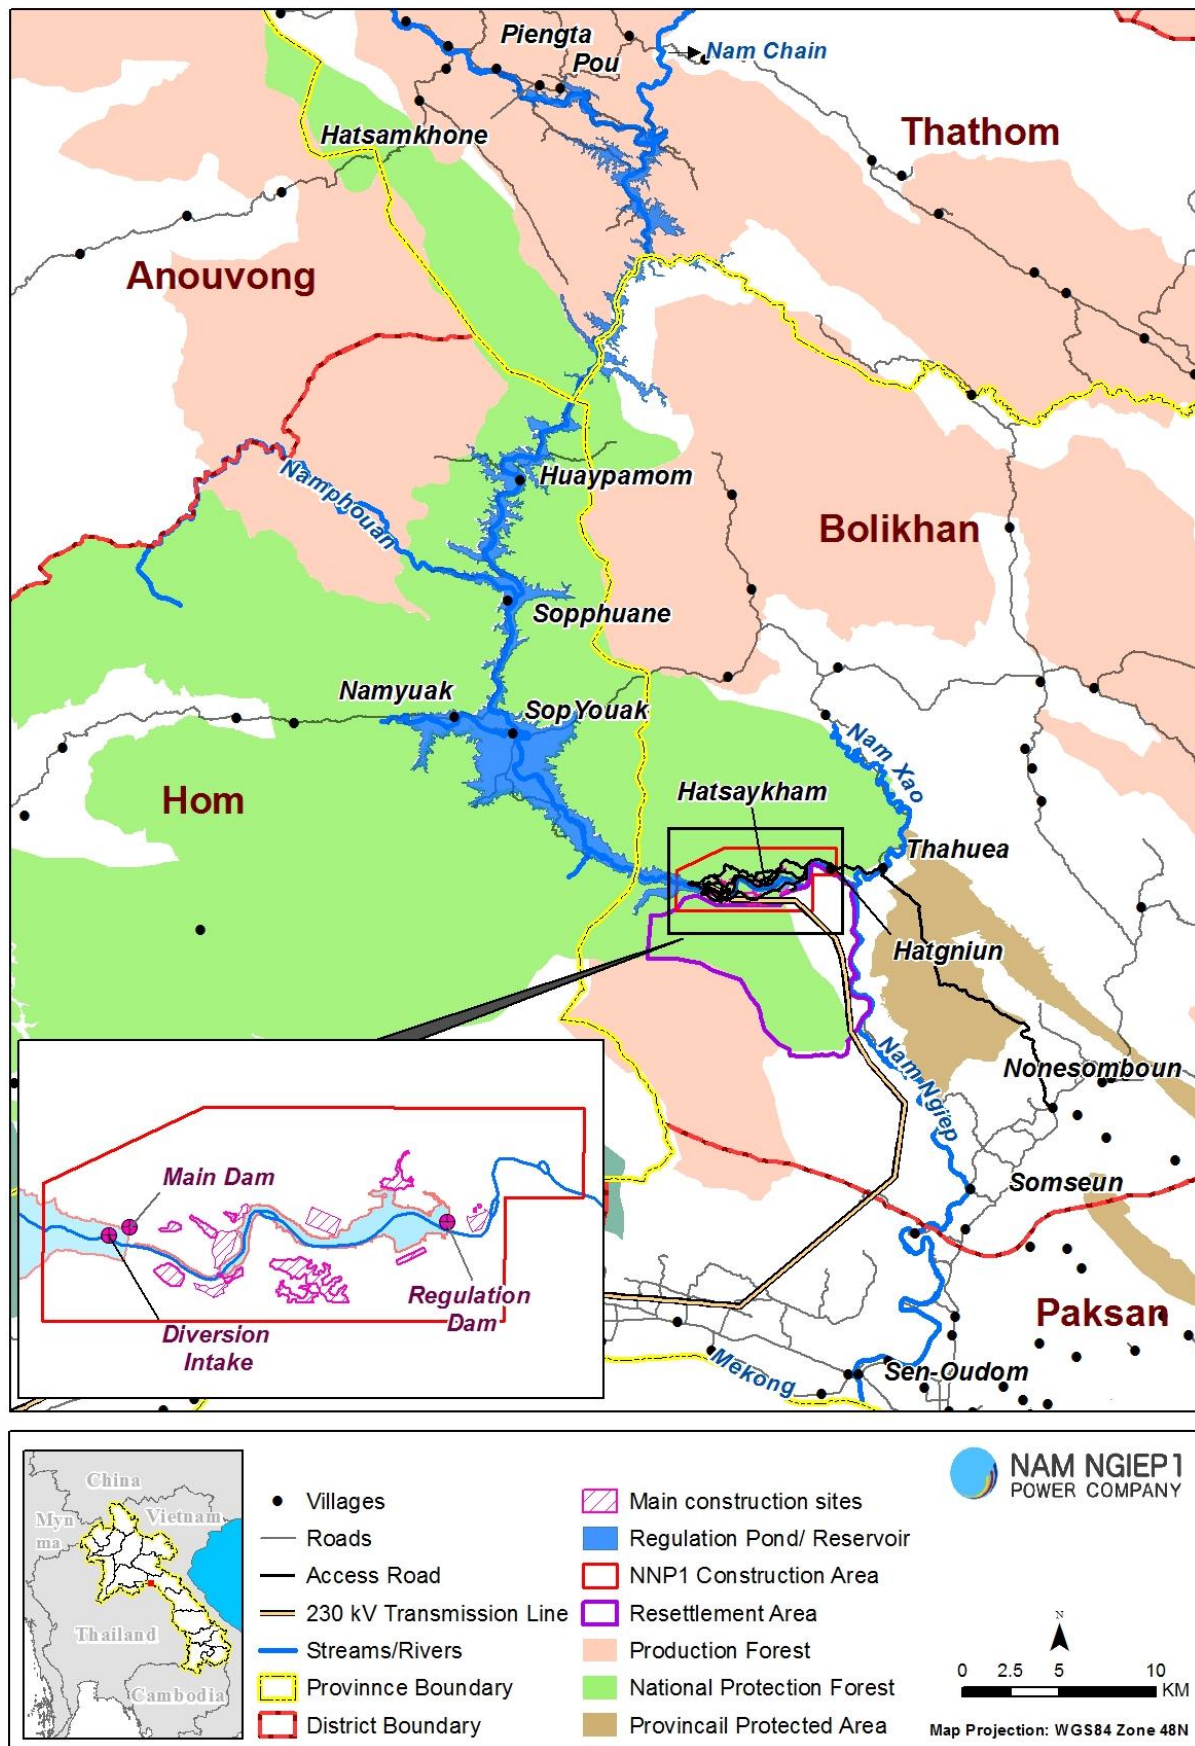 Piengta
Pou
Nam Chain
Hatsamkhone
Thathom
Anouvong
Namphouan
Huaypamom
Bolikhan
Sopphuane
Namyuak
SopYouak
Nam Xao
Hom
Hatsaykham
Thahuea
Hatgniun
Nam Ngiep
Nonesomboun
Somseun
Paksan
Sen-Oudom
Mekong
Main Dam
Regulation
Dam
Diversion
Intake
China
Myn
ma
Vietnam
Thailand
Cambodia
Villages
Roads
Access Road
230 kV Transmission Line
Streams/Rivers
Provinnce Boundary
District Boundary
Main construction sites
Regulation Pond/ Reservoir
NNP1 Construction Area
Resettlement Area
Production Forest
National Protection Forest
Provincail Protected Area
NAM NGIEP1
POWER COMPANY
N
0 2.5 5 10
KM
Map Projection: WGS84 Zone 48N